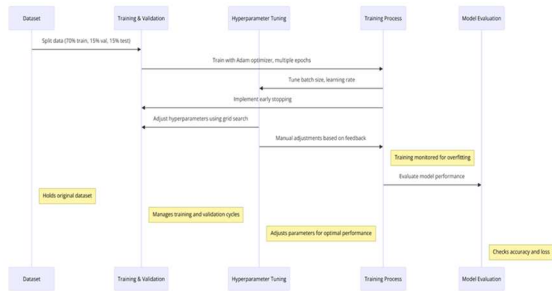 Dataset
Training & Validation
Hyperparameter Tuning
Training Process
Model Evaluation
Split data (70% train, 15% val, 15% test)
Train with Adam optimizer, multiple epochs
Tune batch size, learning rate
Implement early stopping
Adjust hyperparameters using grid search
Manual adjustments based on feedback
Training monitored for overfitting
Evaluate model performance
Holds original dataset
Manages training and validation cycles
Adjusts parameters for optimal performance
Checks accuracy and loss
Dataset
Training & Validation
Hyperparameter Tuning
Training Process
Model Evaluation